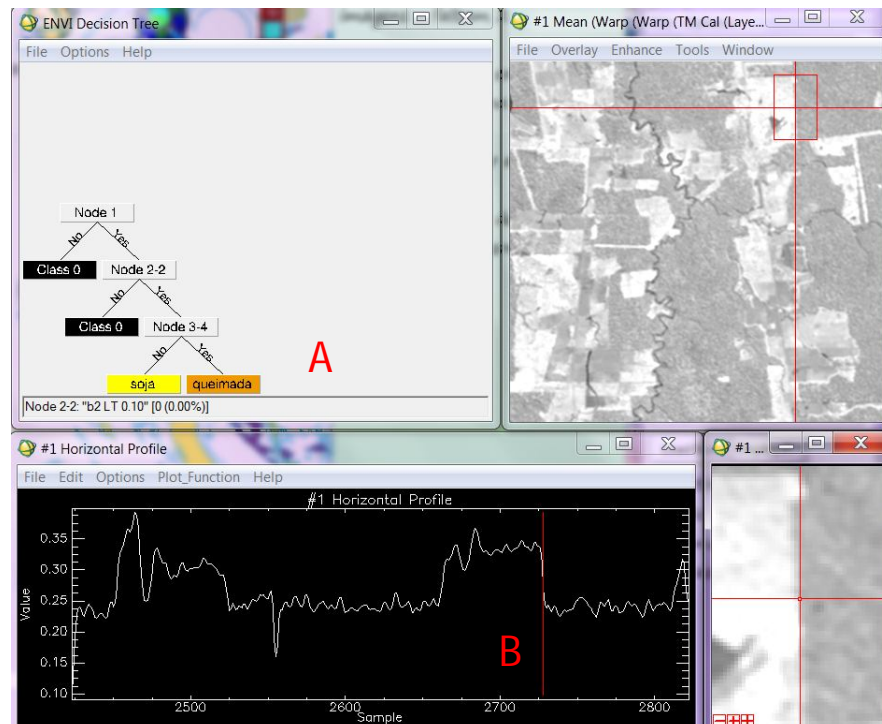 ENVI Decision Tree
File Options Help
Node 1
No Yes
Class 0 Node 2-2
No Yes
Class 0 Node 3-4
No Yes
soja queimada
A
Node 2-2: "b2 LT 0.10" [0 (0.00%)]
#1 Mean (Warp (Warp (TM Cal (Laye...
File Overlay Enhance Tools Window
#1 Horizontal Profile
File Edit Options Plot_Function Help
#1 Horizontal Profile
0.35
0.30
0.25
0.20
0.15
0.10
Value
B
2500 2600 2700 2800
Sample
#1 ...